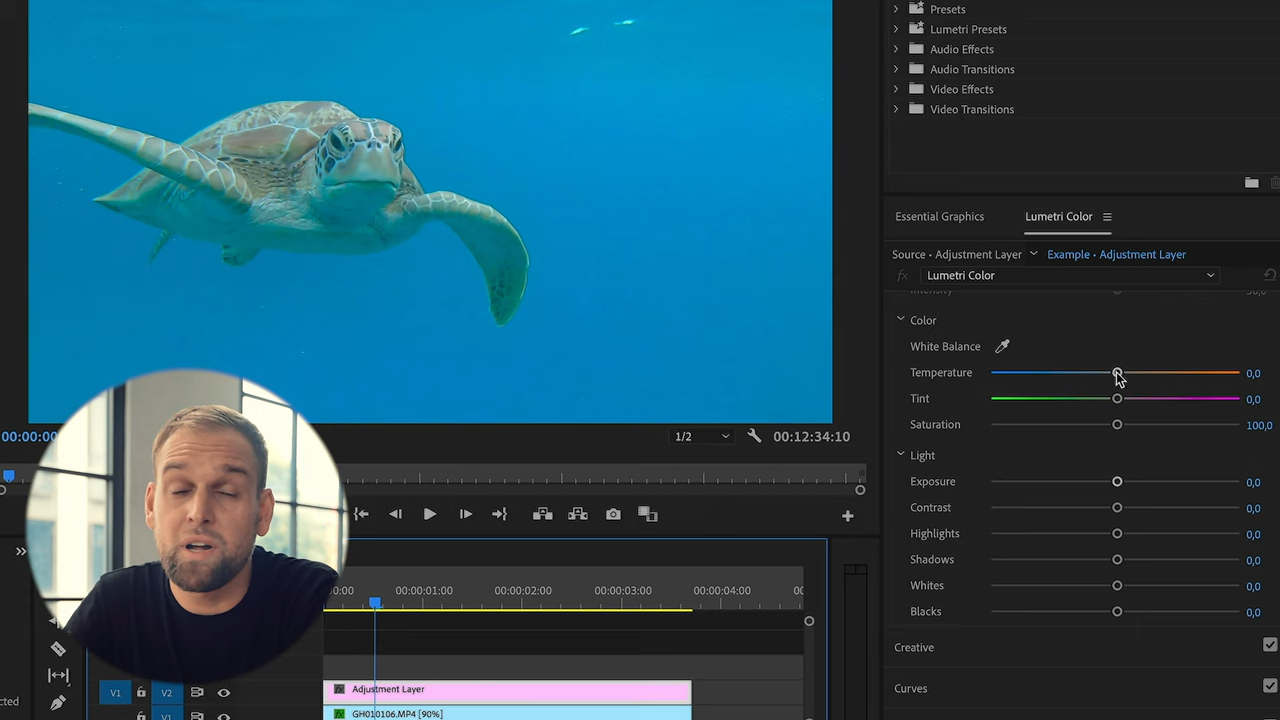 Presets
Lumetri Presets
Audio Effects
Audio Transitions
Video Effects
Video Transitions
Essential Graphics
Lumetri Color
Source • Adjustment Layer
Example • Adjustment Layer
fx
Lumetri Color
Color
White Balance
Temperature
0,0
Tint
0,0
Saturation
100,0
Light
Exposure
0,0
Contrast
0,0
Highlights
0,0
Shadows
0,0
Whites
0,0
Blacks
0,0
Creative
Curves
00:00:00
1/2
00:12:34:10
:00:00
00:00:01:00
00:00:02:00
00:00:03:00
00:00:04:00
V1
V2
fx
Adjustment Layer
V1
fx
GH010106.MP4 [90%]